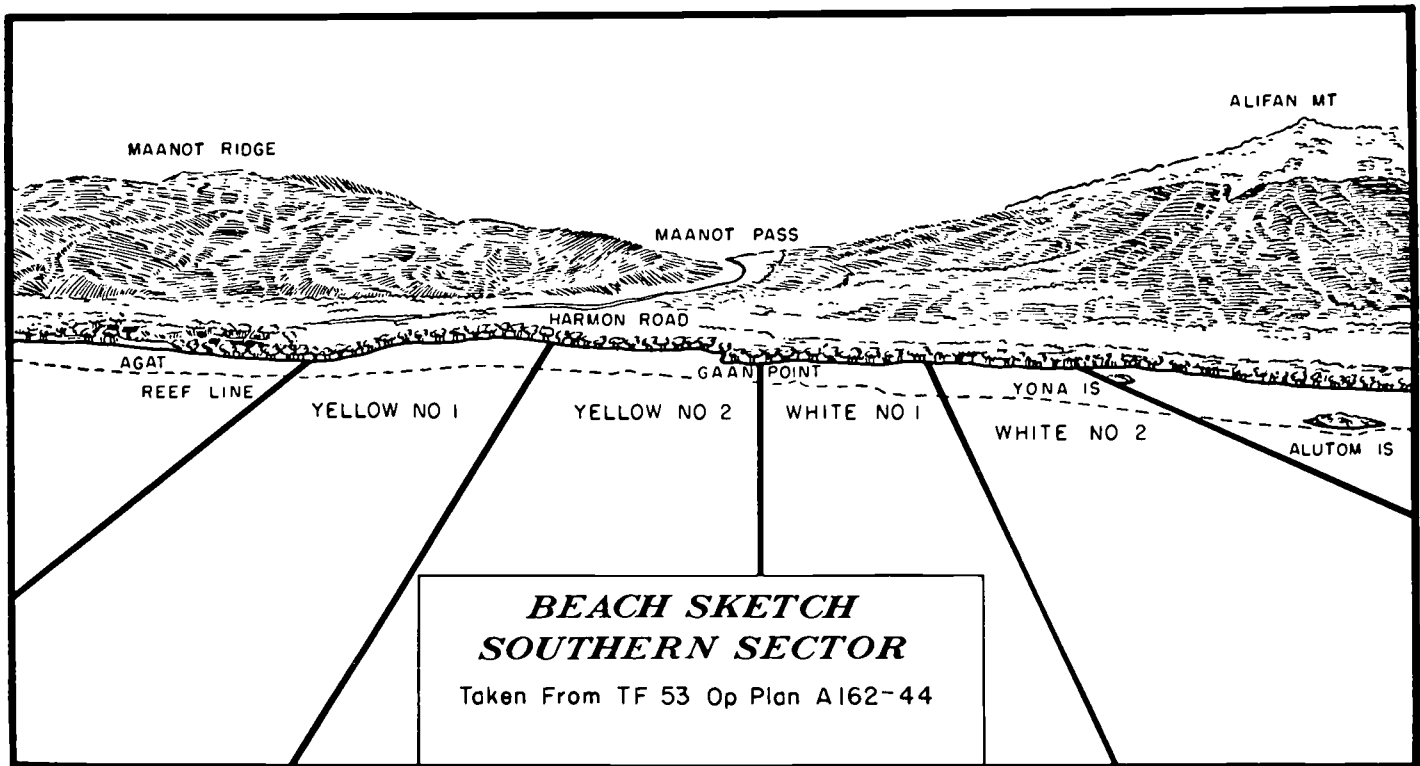 ALIFAN MT
MAANOT RIDGE
MAANOT PASS
HARMON ROAD
AGAT
GAAN POINT
REEF LINE
YONA IS
YELLOW NO 1
YELLOW NO 2
WHITE NO 1
WHITE NO 2
ALUTOM IS
BEACH SKETCH
SOUTHERN SECTOR
Taken From TF 53 Op Plan A162-44